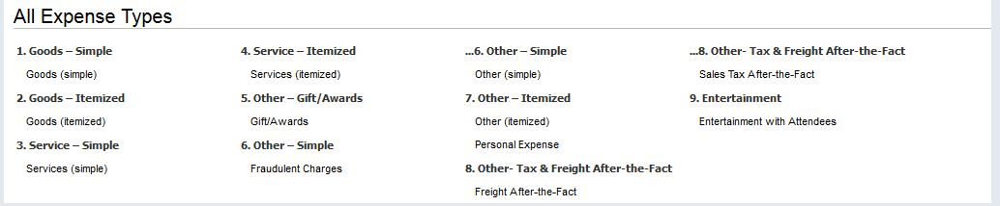 All Expense Types
1. Goods – Simple
Goods (simple)
2. Goods – Itemized
Goods (itemized)
3. Service – Simple
Services (simple)
4. Service – Itemized
Services (itemized)
5. Other – Gift/Awards
Gift/Awards
6. Other – Simple
Fraudulent Charges
...6. Other – Simple
Other (simple)
7. Other – Itemized
Other (itemized)
Personal Expense
8. Other- Tax & Freight After-the-Fact
Freight After-the-Fact
...8. Other- Tax & Freight After-the-Fact
Sales Tax After-the-Fact
9. Entertainment
Entertainment with Attendees